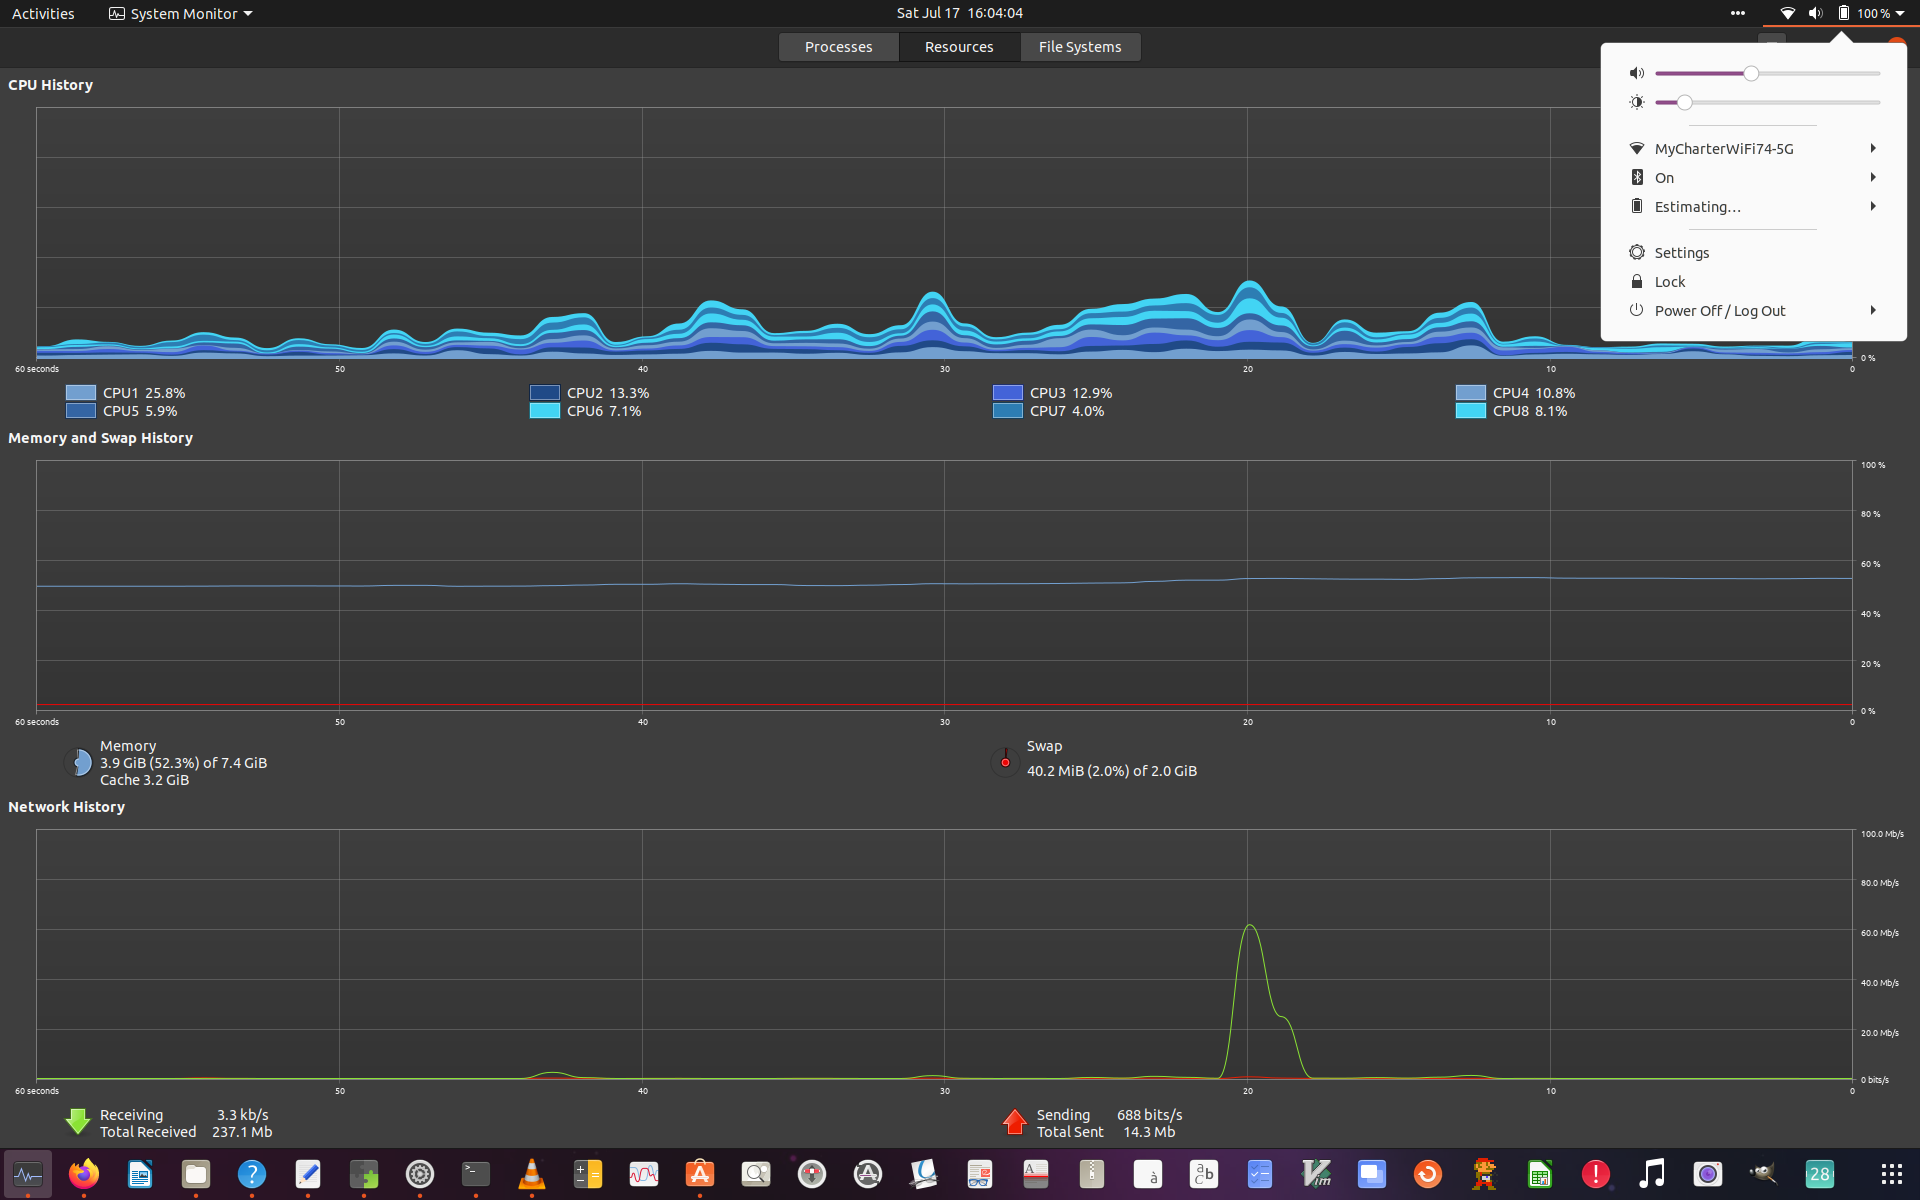 Activities
System Monitor
Sat Jul 17  16:04:04
100 %
Processes
Resources
File Systems
MyCharterWiFi74-5G
On
Estimating…
Settings
Lock
Power Off / Log Out
CPU History
0 %
60 seconds 50 40 30 20 10 0
CPU1 25.8% CPU2 13.3% CPU3 12.9% CPU4 10.8%
CPU5 5.9% CPU6 7.1% CPU7 4.0% CPU8 8.1%
Memory and Swap History
100 %
80 %
60 %
40 %
20 %
0 %
60 seconds 50 40 30 20 10 0
Memory
3.9 GiB (52.3%) of 7.4 GiB
Cache 3.2 GiB
Swap
40.2 MiB (2.0%) of 2.0 GiB
Network History
100.0 Mb/s
80.0 Mb/s
60.0 Mb/s
40.0 Mb/s
20.0 Mb/s
0 bits/s
60 seconds 50 40 30 20 10 0
Receiving 3.3 kb/s
Total Received 237.1 Mb
Sending 688 bits/s
Total Sent 14.3 Mb
28